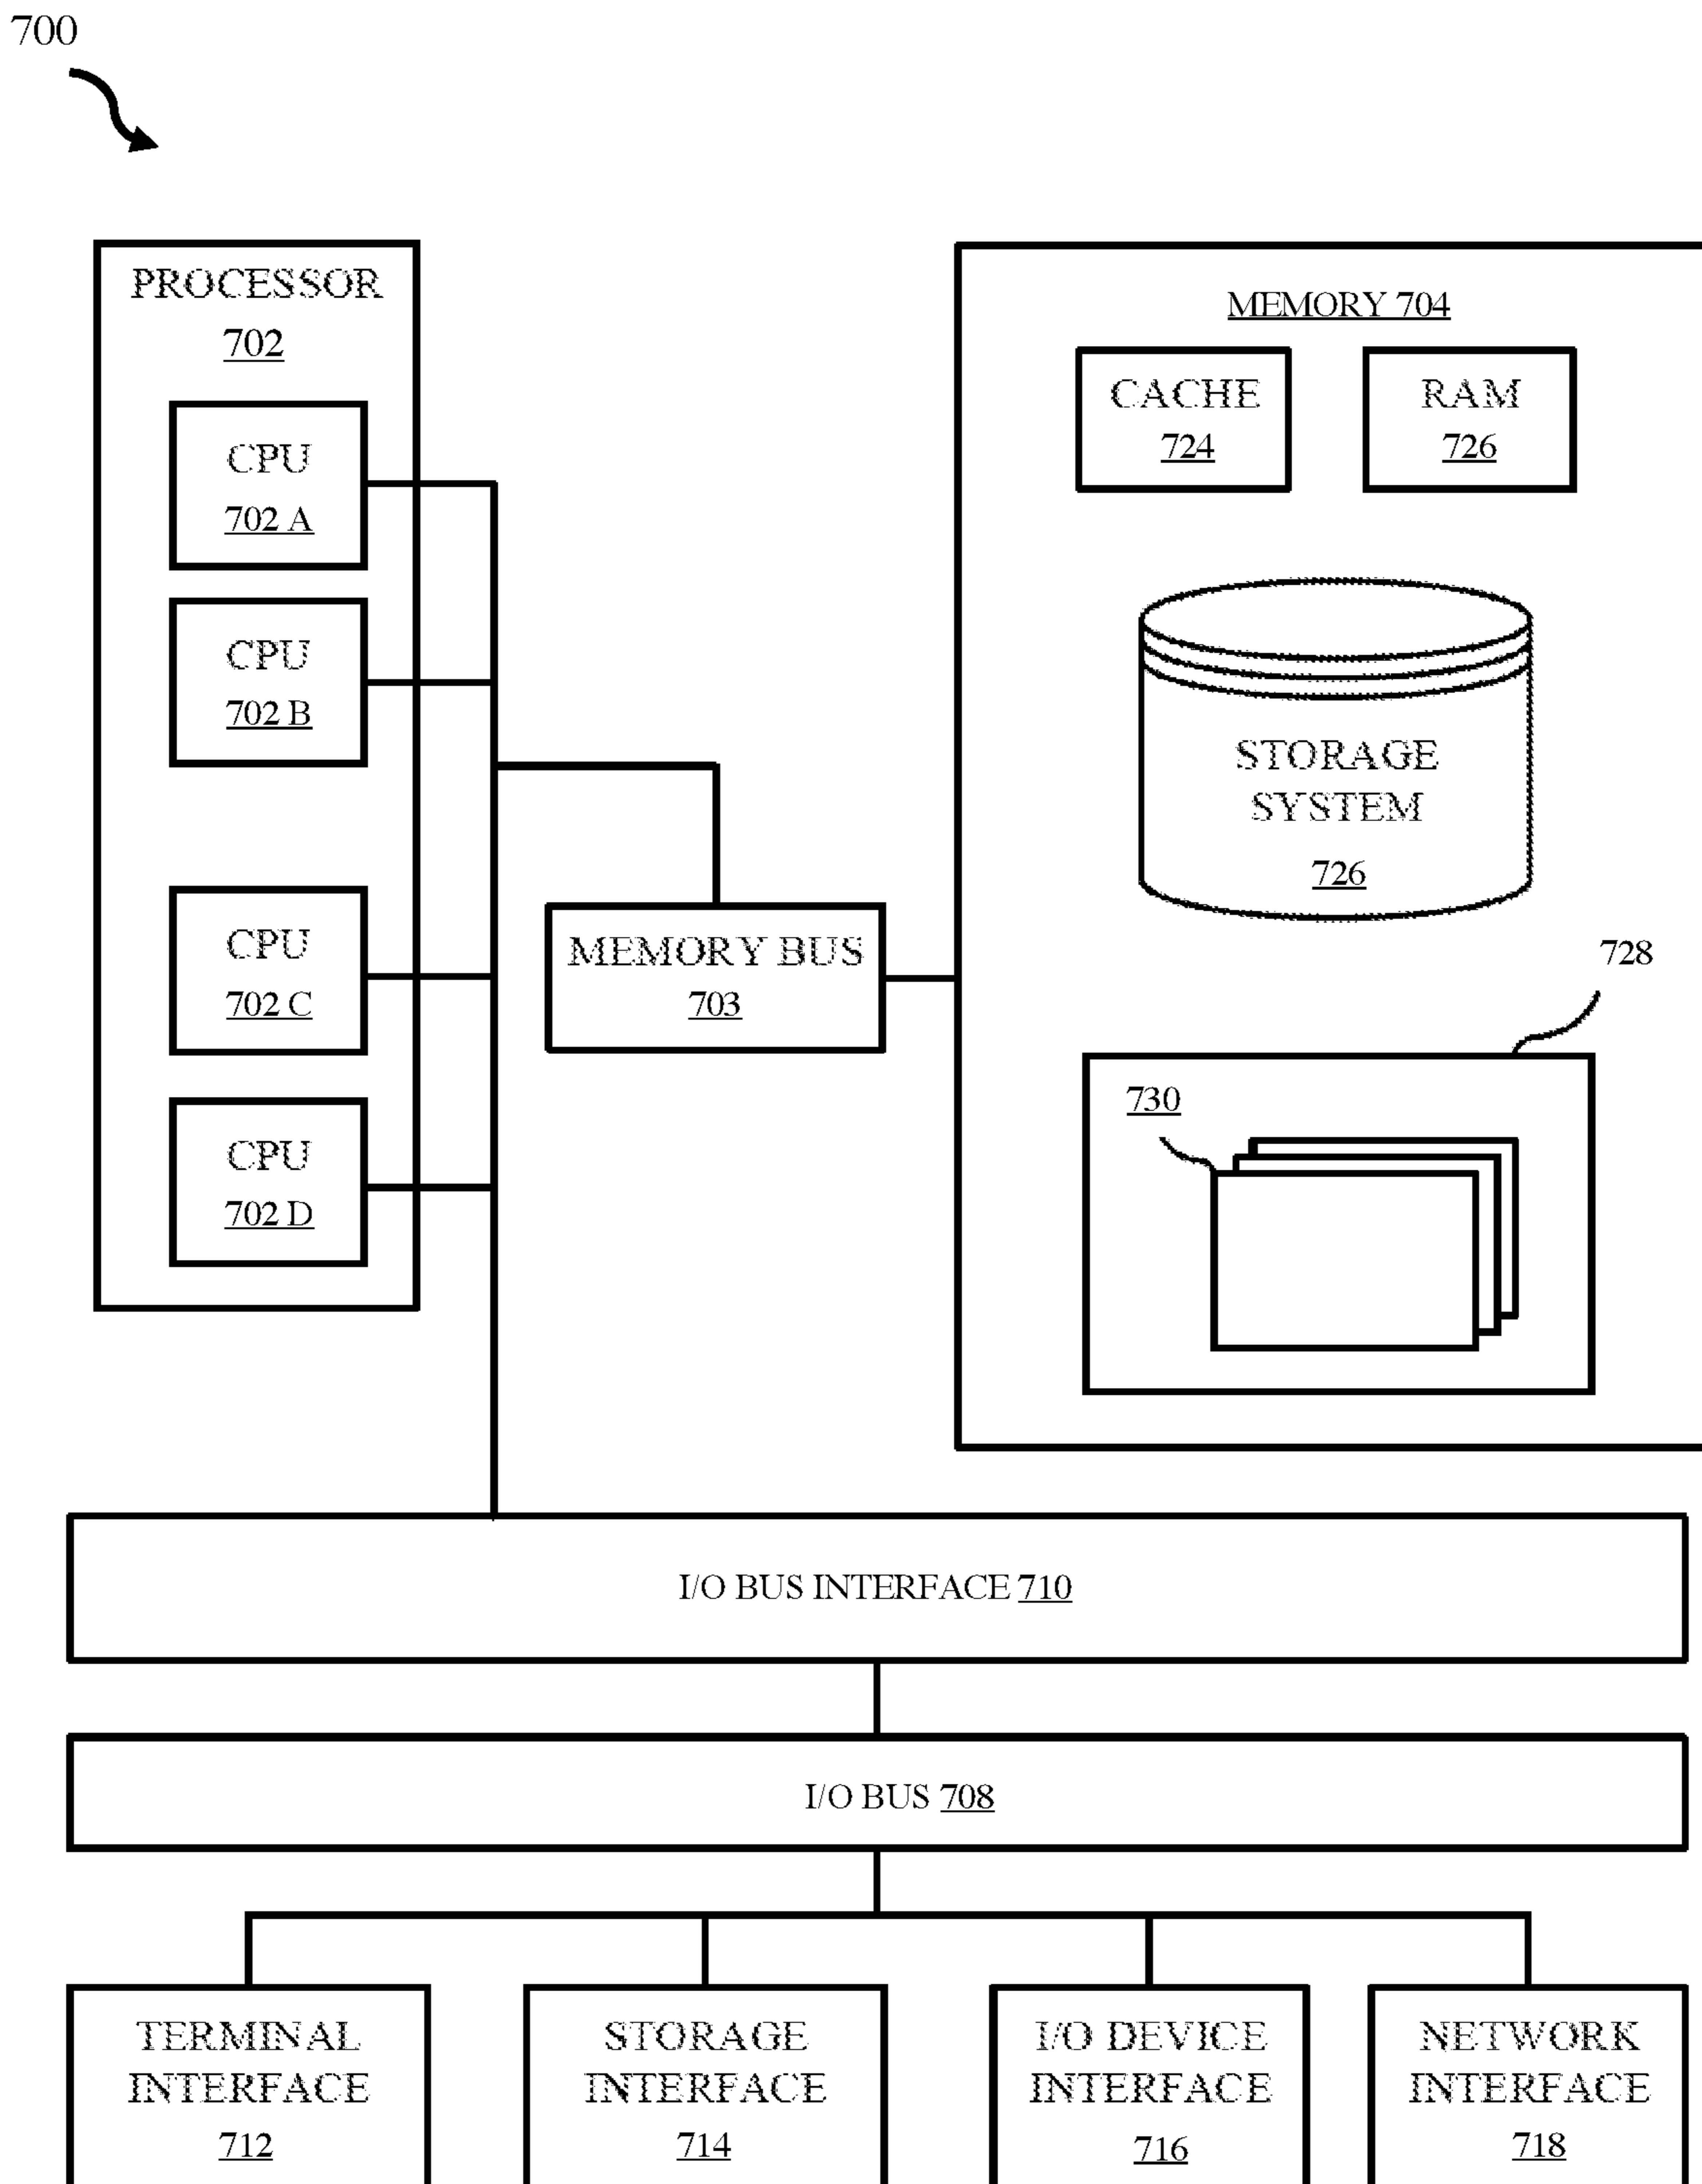 700
PROCESSOR
702
CPU
702 A
CPU
702 B
CPU
702 C
CPU
702 D
MEMORY BUS
703
MEMORY 704
CACHE
724
RAM
726
STORAGE
SYSTEM
726
728
730
I/O BUS INTERFACE 710
I/O BUS 708
TERMINAL
INTERFACE
712
STORAGE
INTERFACE
714
I/O DEVICE
INTERFACE
716
NETWORK
INTERFACE
718